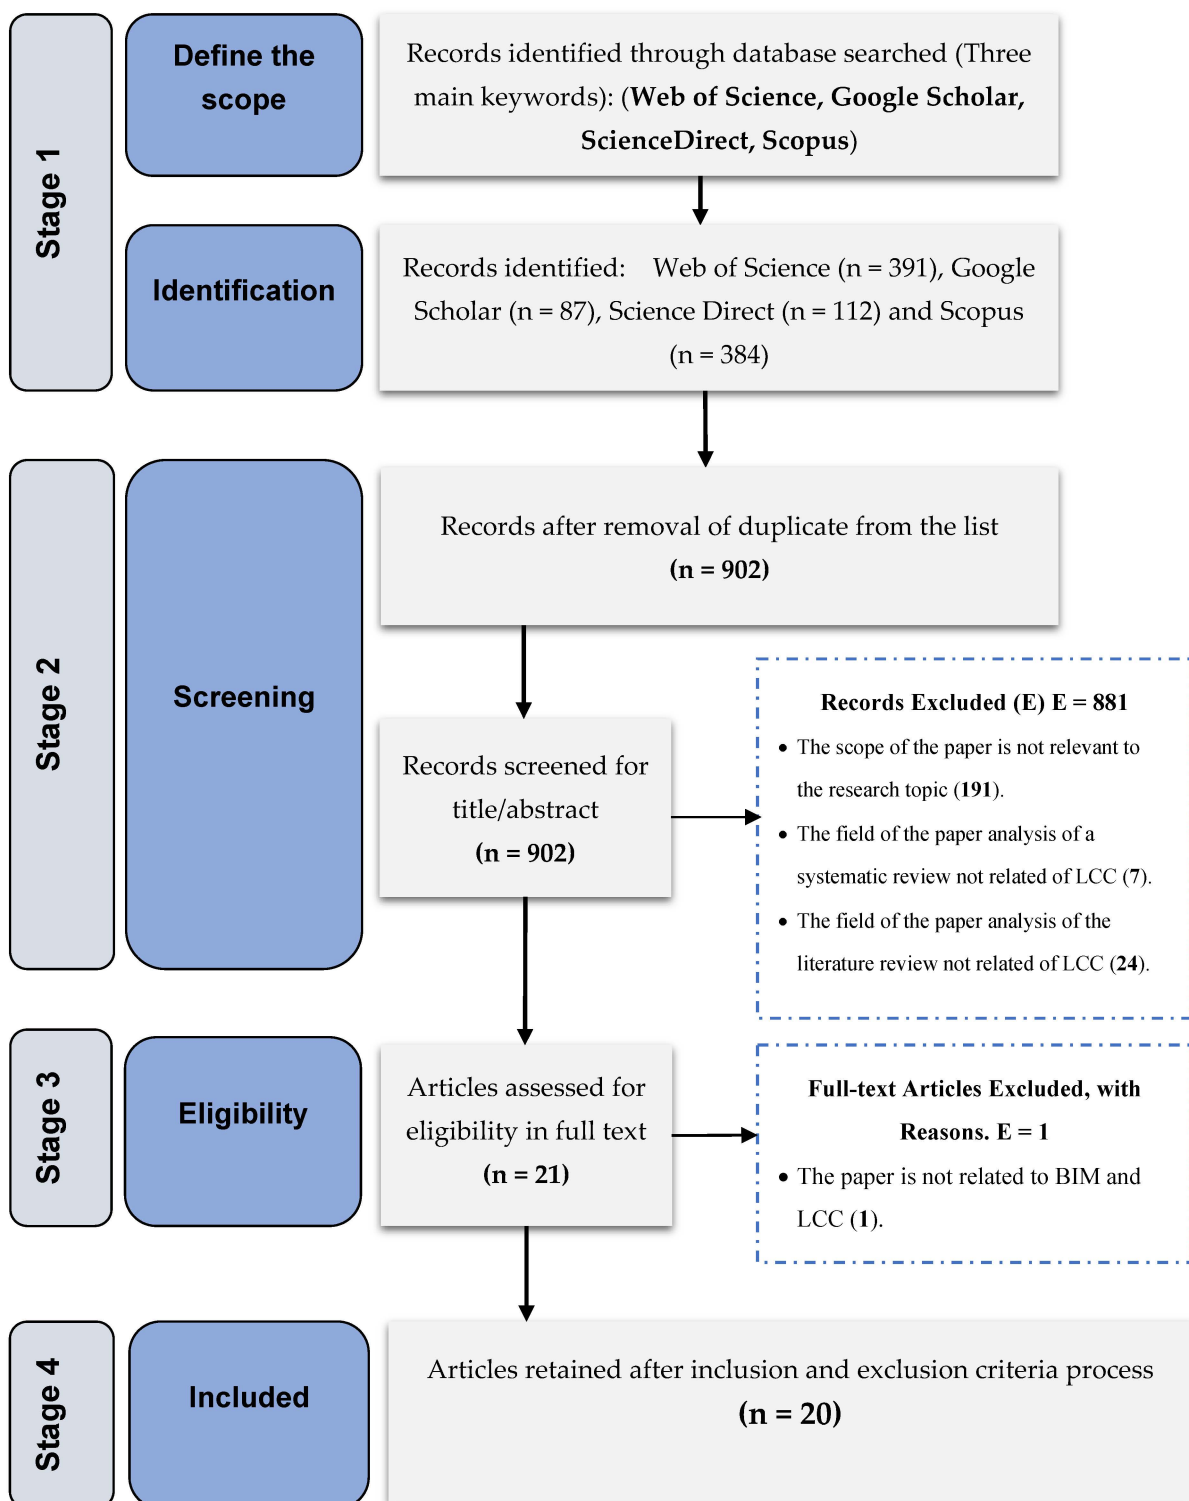 Stage 1
Define the
scope
Records identified through database searched (Three
main keywords): (Web of Science, Google Scholar,
ScienceDirect, Scopus)
Identification
Records identified: Web of Science (n = 391), Google
Scholar (n = 87), Science Direct (n = 112) and Scopus
(n = 384)
Stage 2
Screening
Records after removal of duplicate from the list
(n = 902)
Records screened for
title/abstract
(n = 902)
Records Excluded (E) E = 881
• The scope of the paper is not relevant to
the research topic (191).
• The field of the paper analysis of a
systematic review not related of LCC (7).
• The field of the paper analysis of the
literature review not related of LCC (24).
Stage 3
Eligibility
Articles assessed for
eligibility in full text
(n = 21)
Full-text Articles Excluded, with
Reasons. E = 1
• The paper is not related to BIM and
LCC (1).
Stage 4
Included
Articles retained after inclusion and exclusion criteria process
(n = 20)